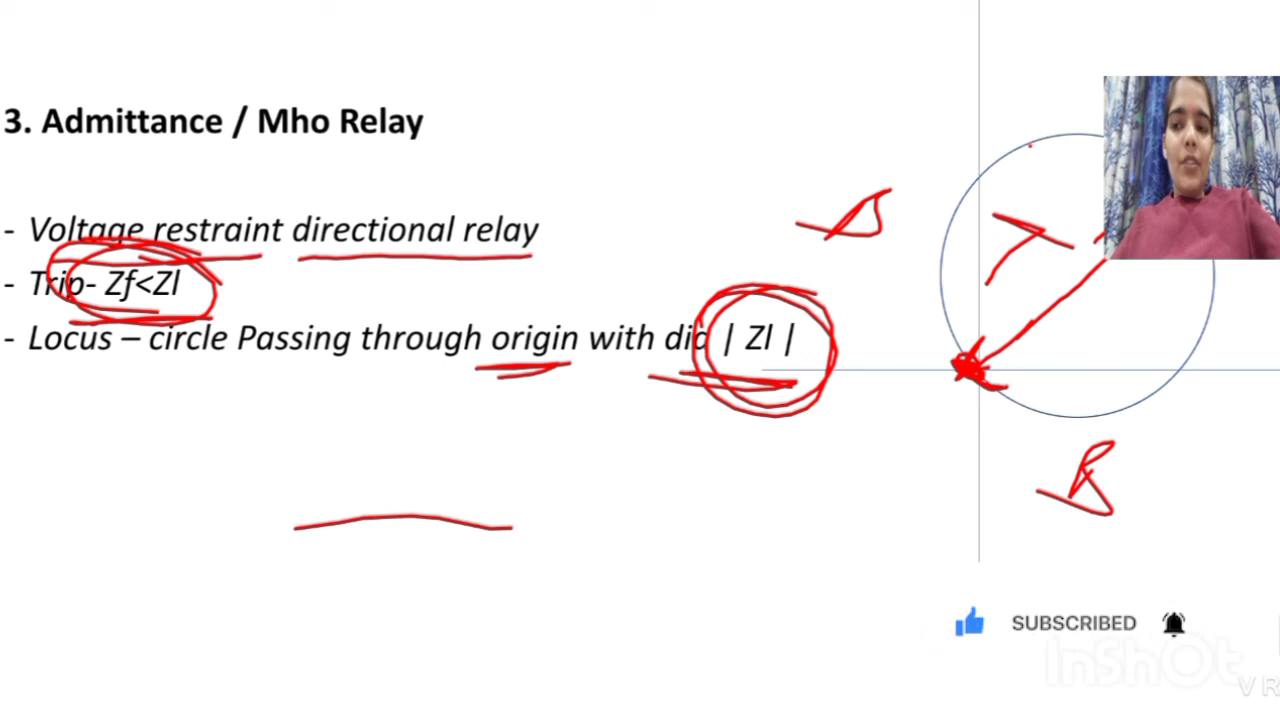 3. Admittance / Mho Relay
- Voltage restraint directional relay
- Trip- Zf<Zl
- Locus – circle Passing through origin with dia | Zl |
T
B
SUBSCRIBED
InShOt
V R